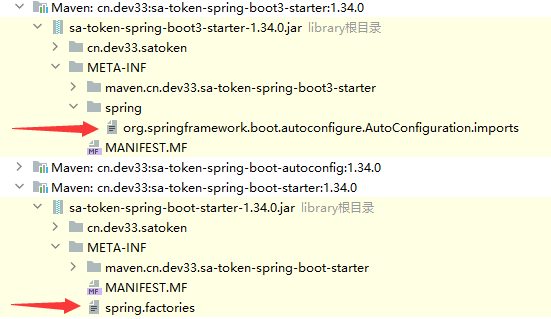 Maven: cn.dev33:sa-token-spring-boot3-starter:1.34.0
sa-token-spring-boot3-starter-1.34.0.jar library根目录
cn.dev33.satoken
META-INF
maven.cn.dev33.sa-token-spring-boot3-starter
spring
org.springframework.boot.autoconfigure.AutoConfiguration.imports
MF MANIFEST.MF
Maven: cn.dev33:sa-token-spring-boot-autoconfig:1.34.0
Maven: cn.dev33:sa-token-spring-boot-starter:1.34.0
sa-token-spring-boot-starter-1.34.0.jar library根目录
cn.dev33.satoken
META-INF
maven.cn.dev33.sa-token-spring-boot-starter
MF MANIFEST.MF
spring.factories